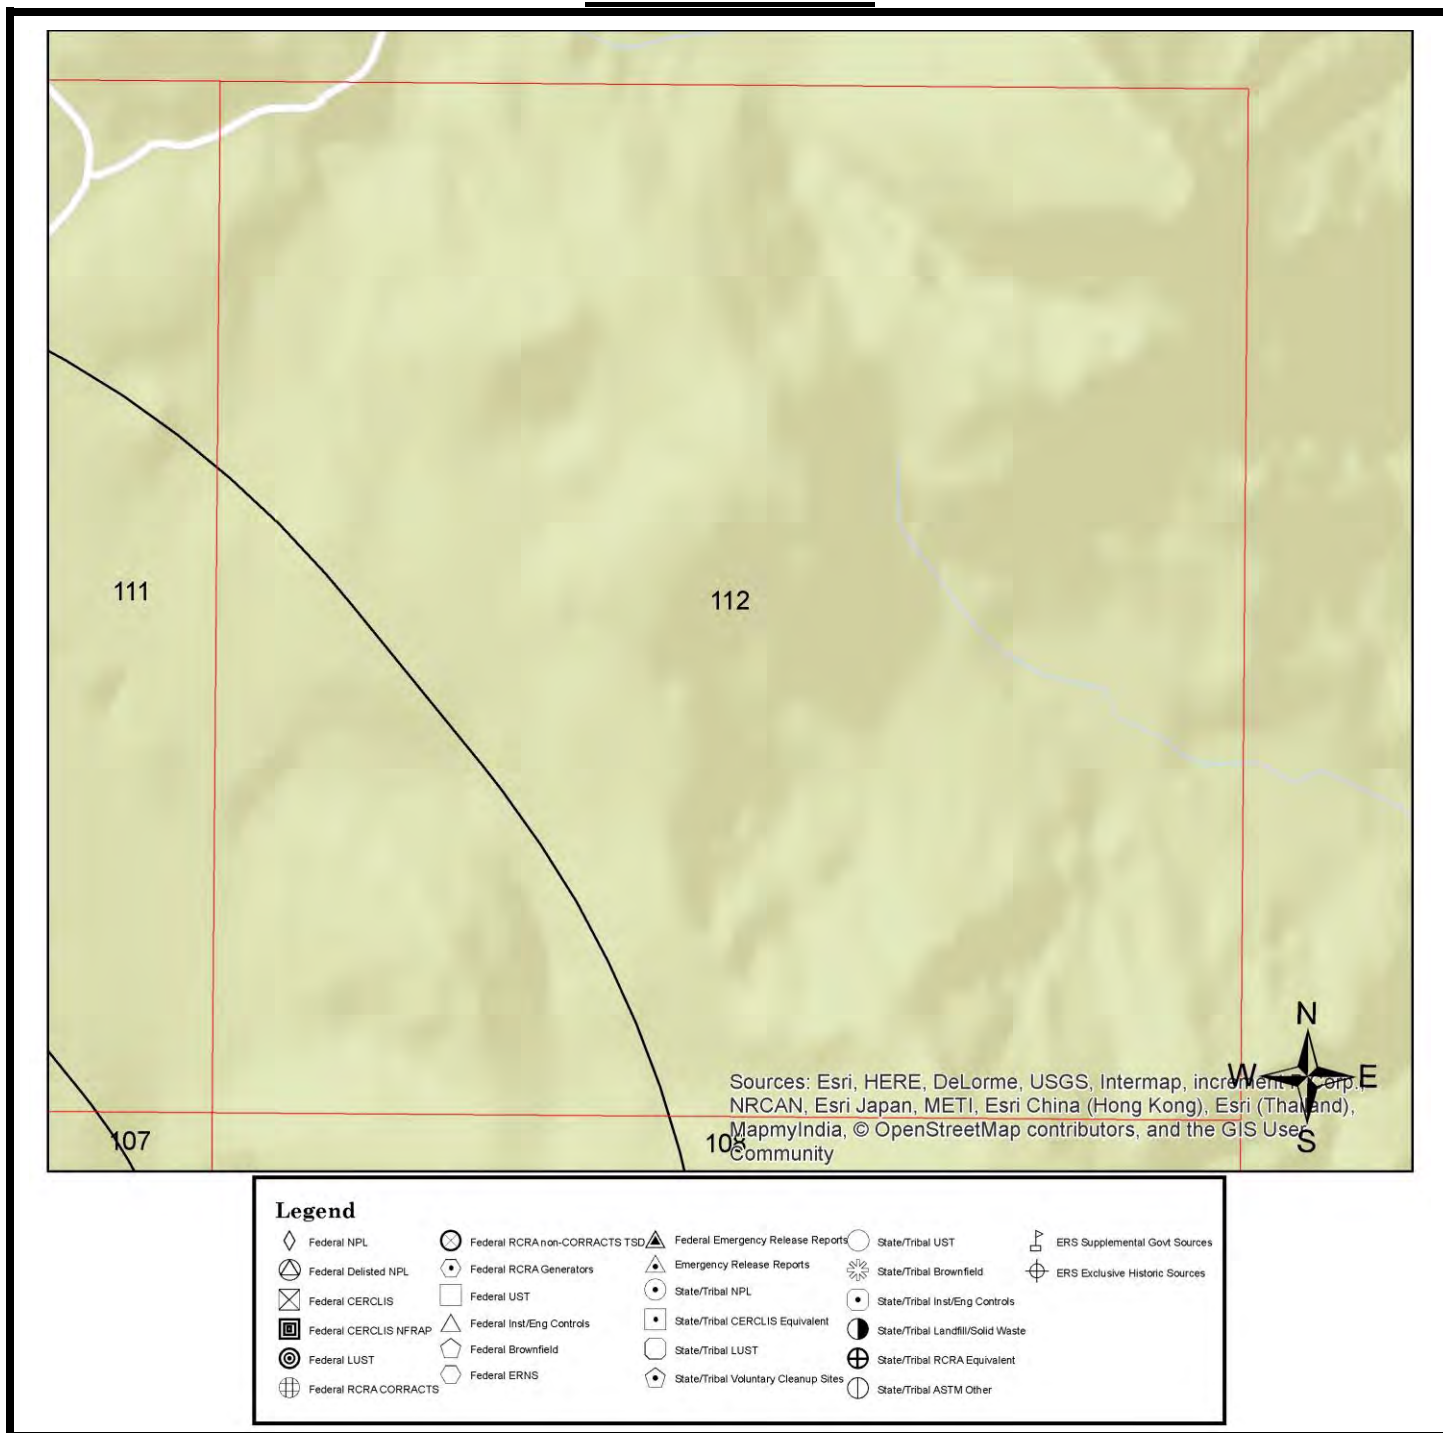 111
112
N
W E
S
Sources: Esri, HERE, DeLorme, USGS, Intermap, increment P Corp.,
NRCAN, Esri Japan, METI, Esri China (Hong Kong), Esri (Thailand),
MapmyIndia, © OpenStreetMap contributors, and the GIS User
Community
107
108
Legend
Federal NPL
Federal Delisted NPL
Federal CERCLIS
Federal CERCLIS NFRAP
Federal LUST
Federal RCRA CORRACTS
Federal RCRA non-CORRACTS TSD
Federal RCRA Generators
Federal UST
Federal Inst/Eng Controls
Federal Brownfield
Federal ERNS
Federal Emergency Release Reports
Emergency Release Reports
State/Tribal NPL
State/Tribal CERCLIS Equivalent
State/Tribal LUST
State/Tribal Voluntary Cleanup Sites
State/Tribal UST
State/Tribal Brownfield
State/Tribal Inst/Eng Controls
State/Tribal Landfill/Solid Waste
State/Tribal RCRA Equivalent
State/Tribal ASTM Other
ERS Supplemental Govt Sources
ERS Exclusive Historic Sources